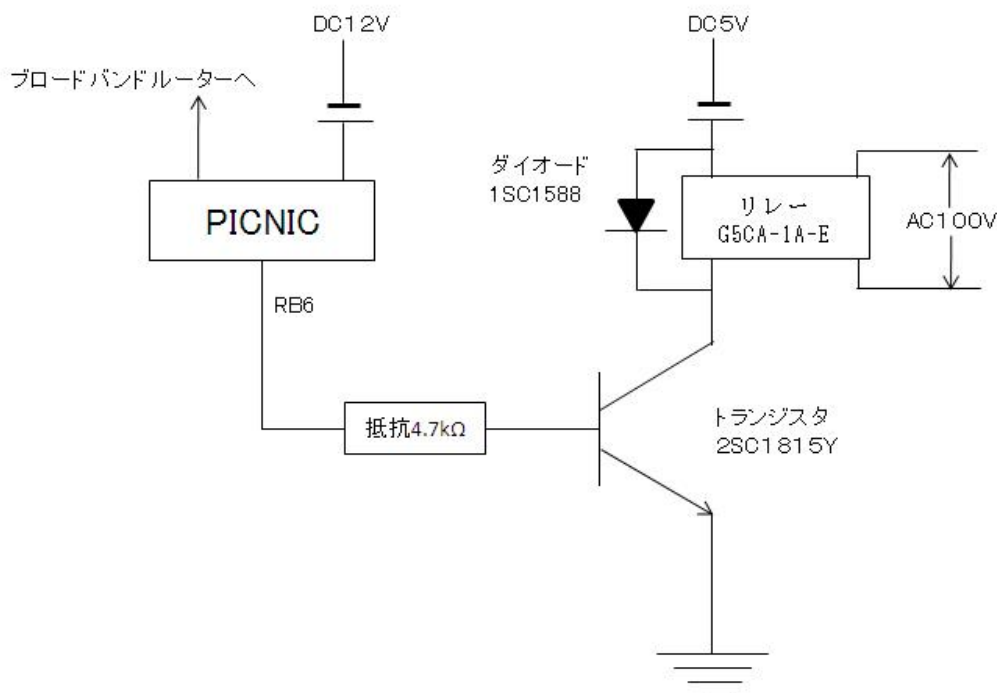 DC12V
DC5V
ブロードバンドルーターへ
ダイオード
1SC1588
PICNIC
リレー
G5CA-1A-E
AC100V
RB6
抵抗4.7kΩ
トランジスタ
2SC1815Y